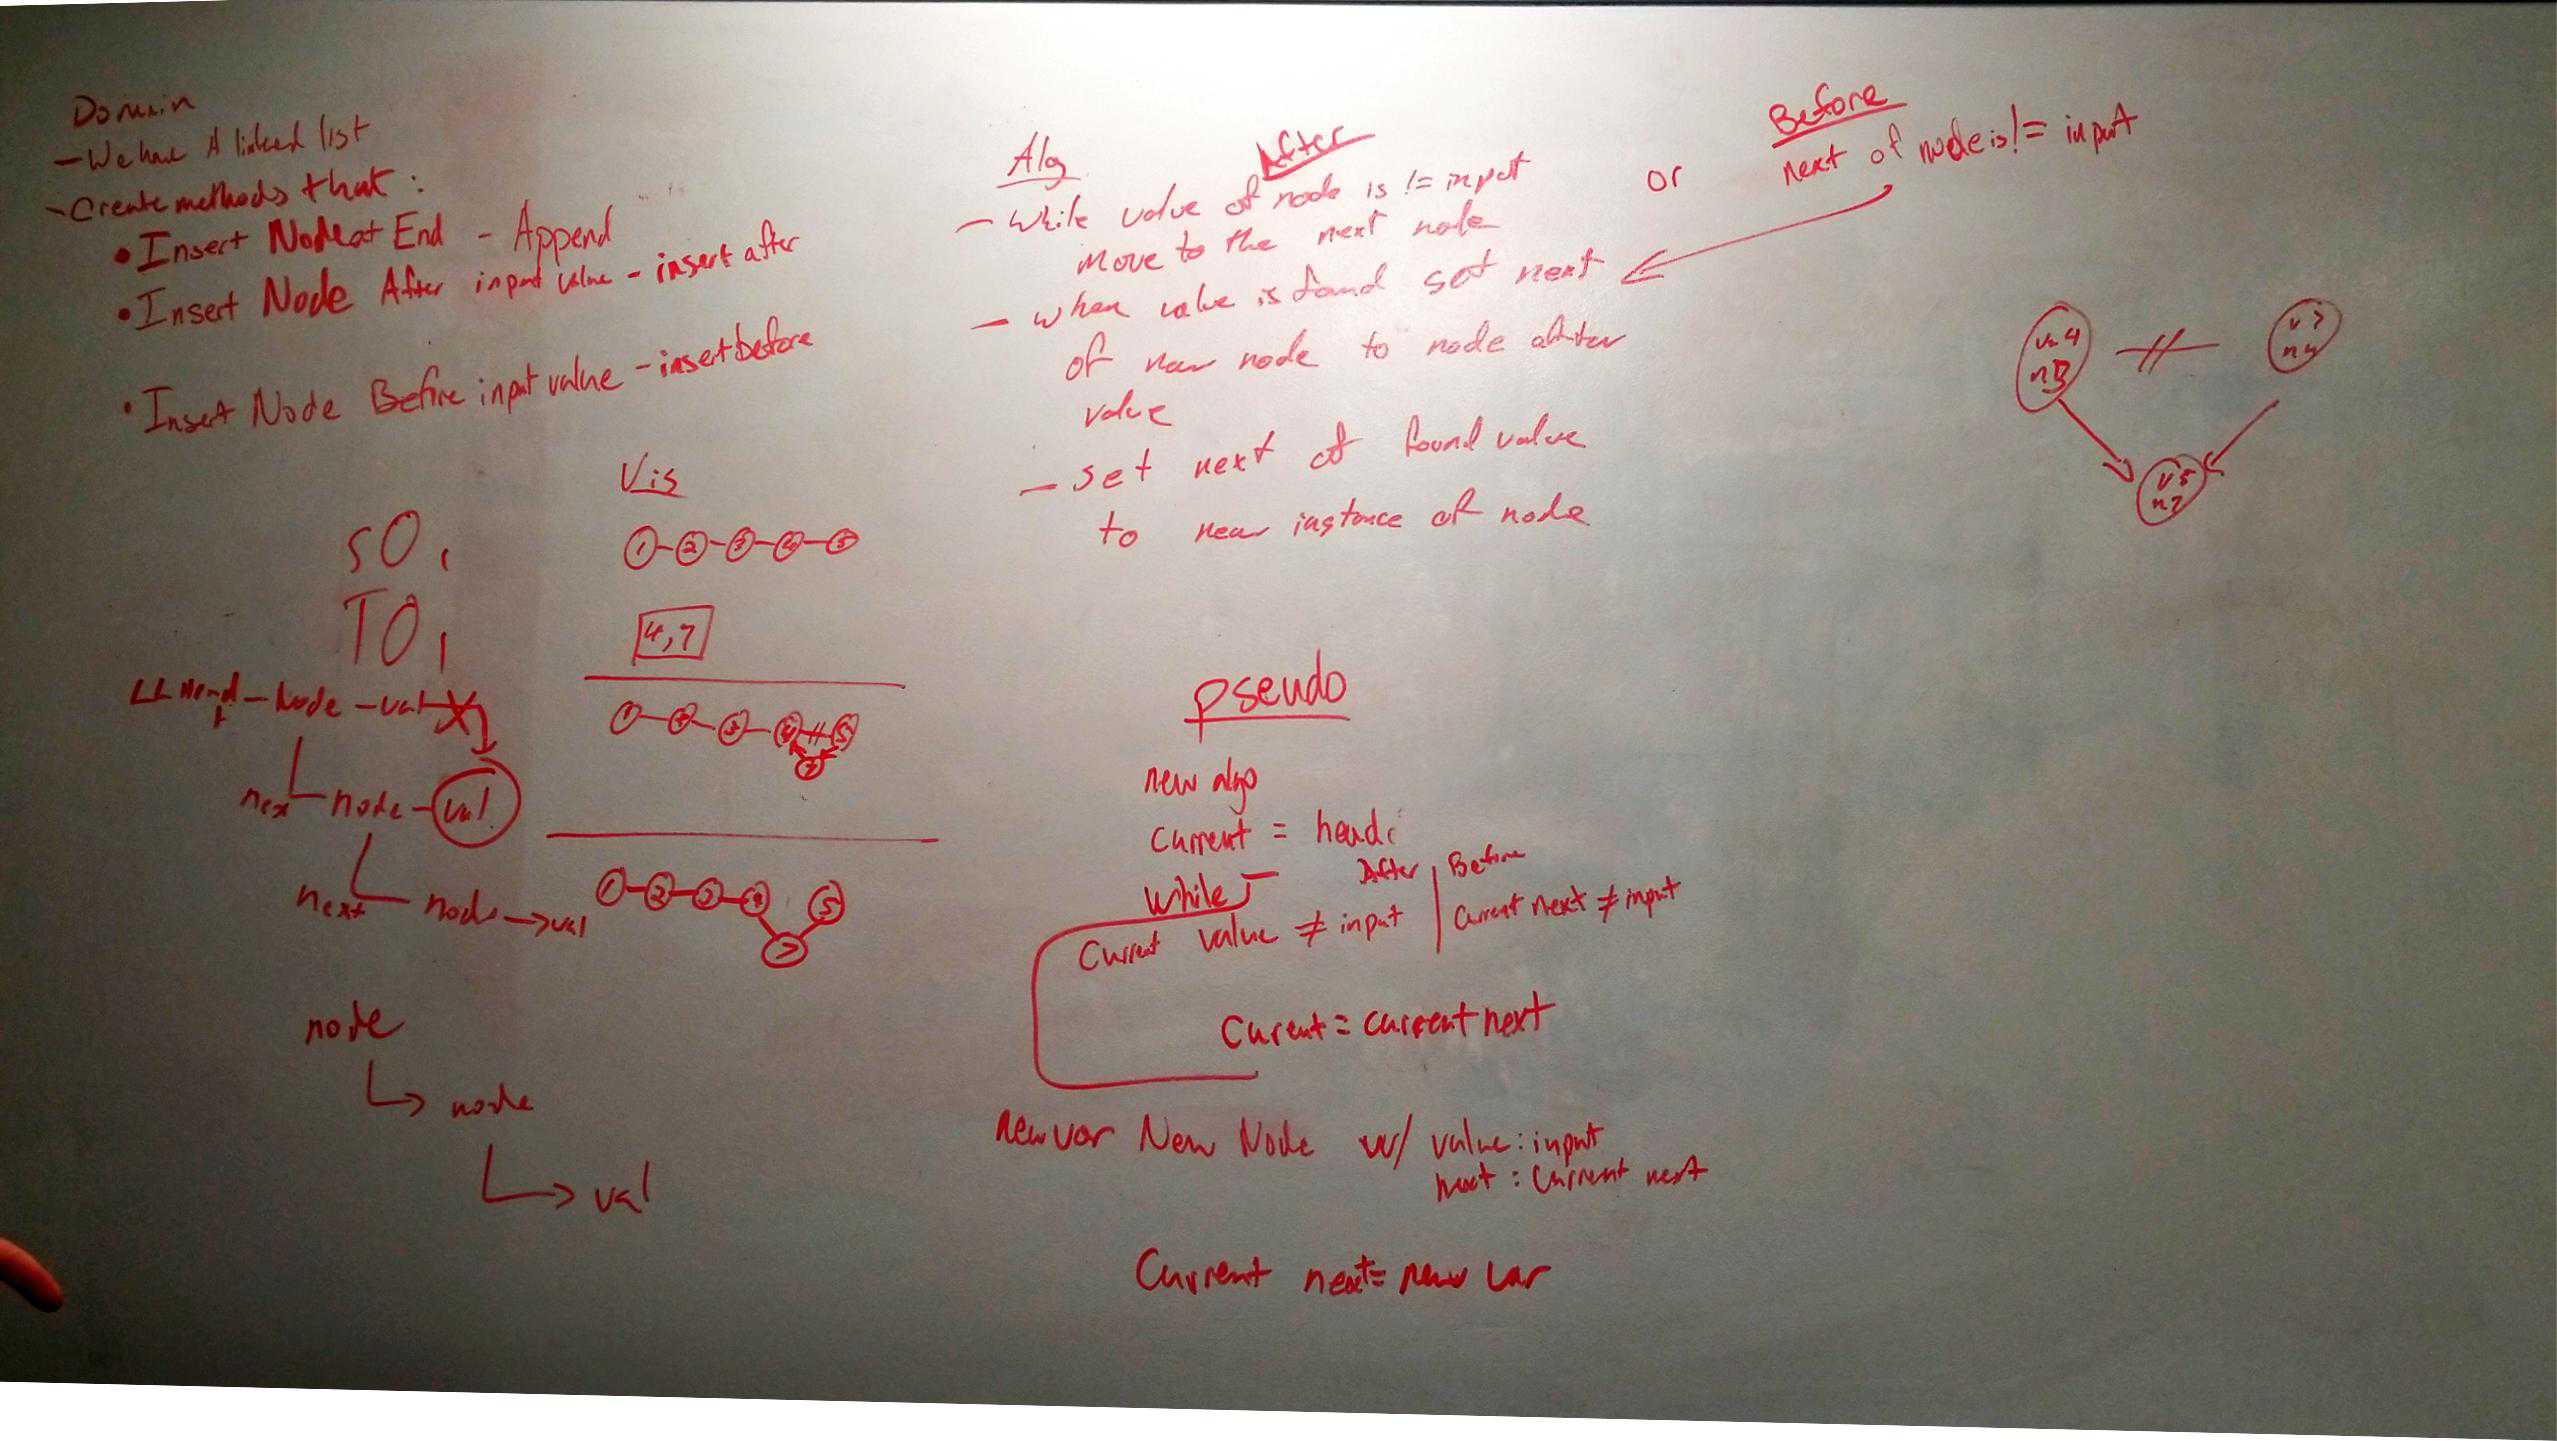 Domain
- We have A linked list
- Create methods that :
• Insert Node at End - Append
• Insert Node After input value - insert after
• Insert Node Before input value - insert before
SO 1
TO 1
LL Head - Node - val
next - node - val
next - node → val
node
node
val
Vis
1 - 2 - 3 - 4 - 5
4,7
1 - 2 - 3 - 4 5
7
1 - 2 - 3 - 4 5
7
Alg After
- While value of node is != input
move to the next node
- when value is found set next
of new node to node after
value
- set next of found value
to new instance of node
or
Before
next of node is != input
v 4
v 7
v 5
n 7
pseudo
new algo
Current = head
While After | Before
Current value ≠ input | Current next ≠ input
Curent = current next
new var New Node w/ value : input
next : Current next
Current next = new var